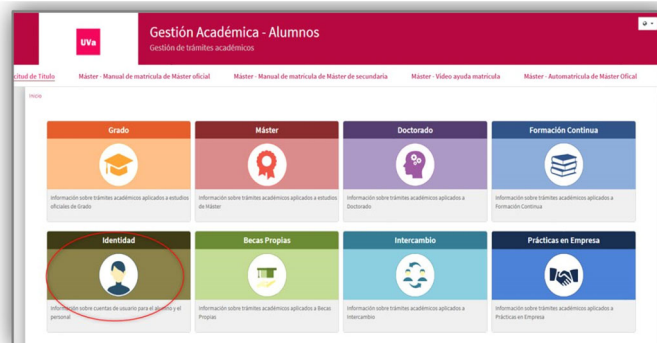 UVa
Gestión Académica - Alumnos
Gestión de trámites académicos
citud de Título Máster - Manual de matrícula de Máster oficial Máster - Manual de matrícula de Máster de secundaria Máster - Video ayuda matrícula Máster - Automatrícula de Máster Ofical
Inicio
Grado Máster Doctorado Formación Continua
Información sobre trámites académicos aplicados a estudios oficiales de Grado
Información sobre trámites académicos aplicados a estudios de Máster
Información sobre trámites académicos aplicados a Doctorado
Información sobre trámites académicos aplicados a Formación Continua
Identidad Becas Propias Intercambio Prácticas en Empresa
Información sobre cuentas de usuario para el alumno y el personal
Información sobre trámites académicos aplicados a Becas Propias
Información sobre trámites académicos aplicados a Intercambio
Información sobre trámites académicos aplicados a Prácticas en Empresa